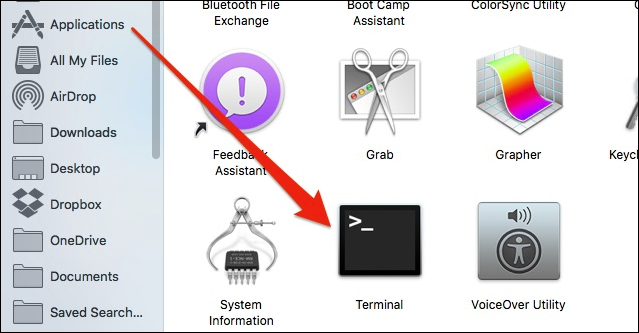 Applications
All My Files
AirDrop
Downloads
Desktop
Dropbox
OneDrive
Documents
Saved Search...
Bluetooth File
Exchange
Boot Camp
Assistant
ColorSync Utility
Feedback
Assistant
Grab
Grapher
Keych
>_
System
Information
Terminal
VoiceOver Utility